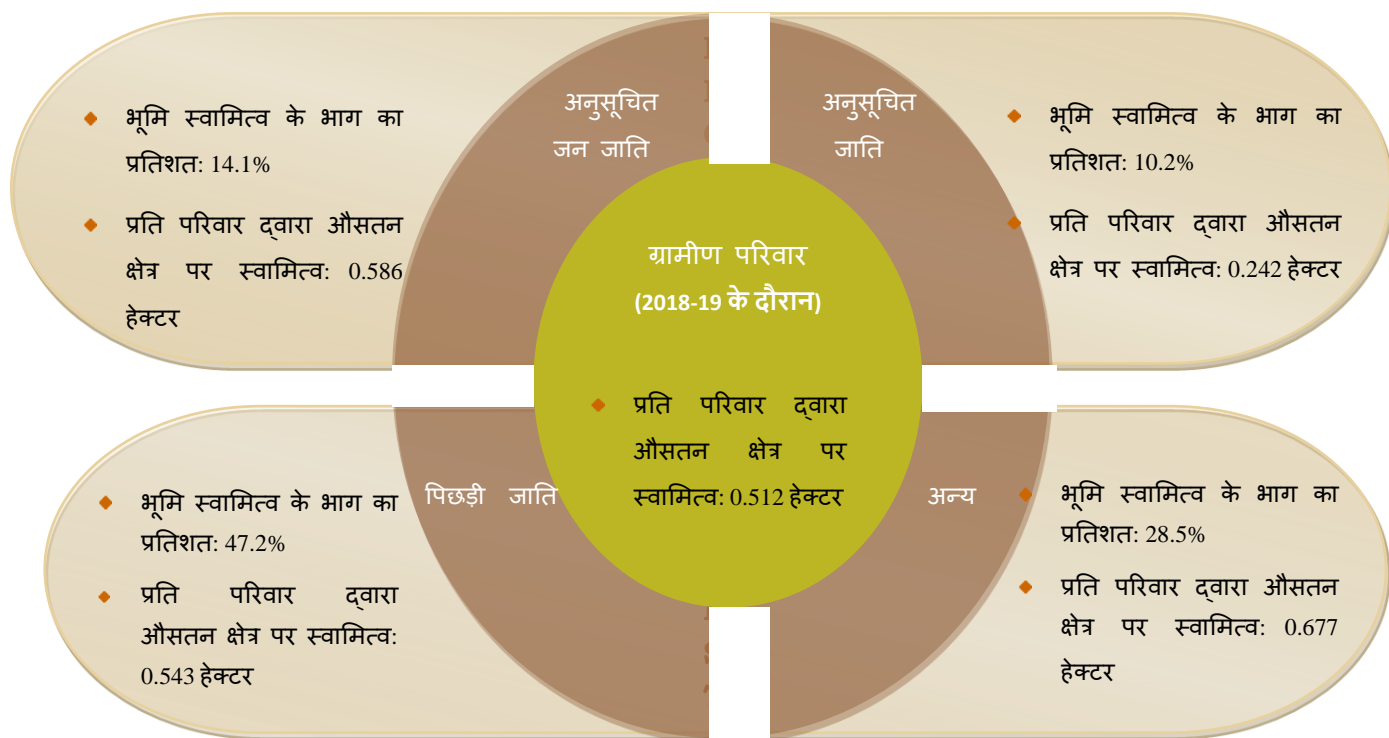 अनुसूचित
जन जाति
भूमि स्वामित्व के भाग का
प्रतिशत: 14.1%
प्रति परिवार द्वारा औसतन
क्षेत्र पर स्वामित्व: 0.586
हेक्टर
अनुसूचित
जाति
भूमि स्वामित्व के भाग का
प्रतिशत: 10.2%
प्रति परिवार द्वारा औसतन
क्षेत्र पर स्वामित्व: 0.242 हेक्टर
ग्रामीण परिवार
(2018-19 के दौरान)
प्रति परिवार द्वारा
औसतन क्षेत्र पर
स्वामित्व: 0.512 हेक्टर
पिछड़ी जाति
भूमि स्वामित्व के भाग का
प्रतिशत: 47.2%
प्रति परिवार द्वारा
औसतन क्षेत्र पर स्वामित्व:
0.543 हेक्टर
अन्य
भूमि स्वामित्व के भाग का
प्रतिशत: 28.5%
प्रति परिवार द्वारा औसतन
क्षेत्र पर स्वामित्व: 0.677
हेक्टर